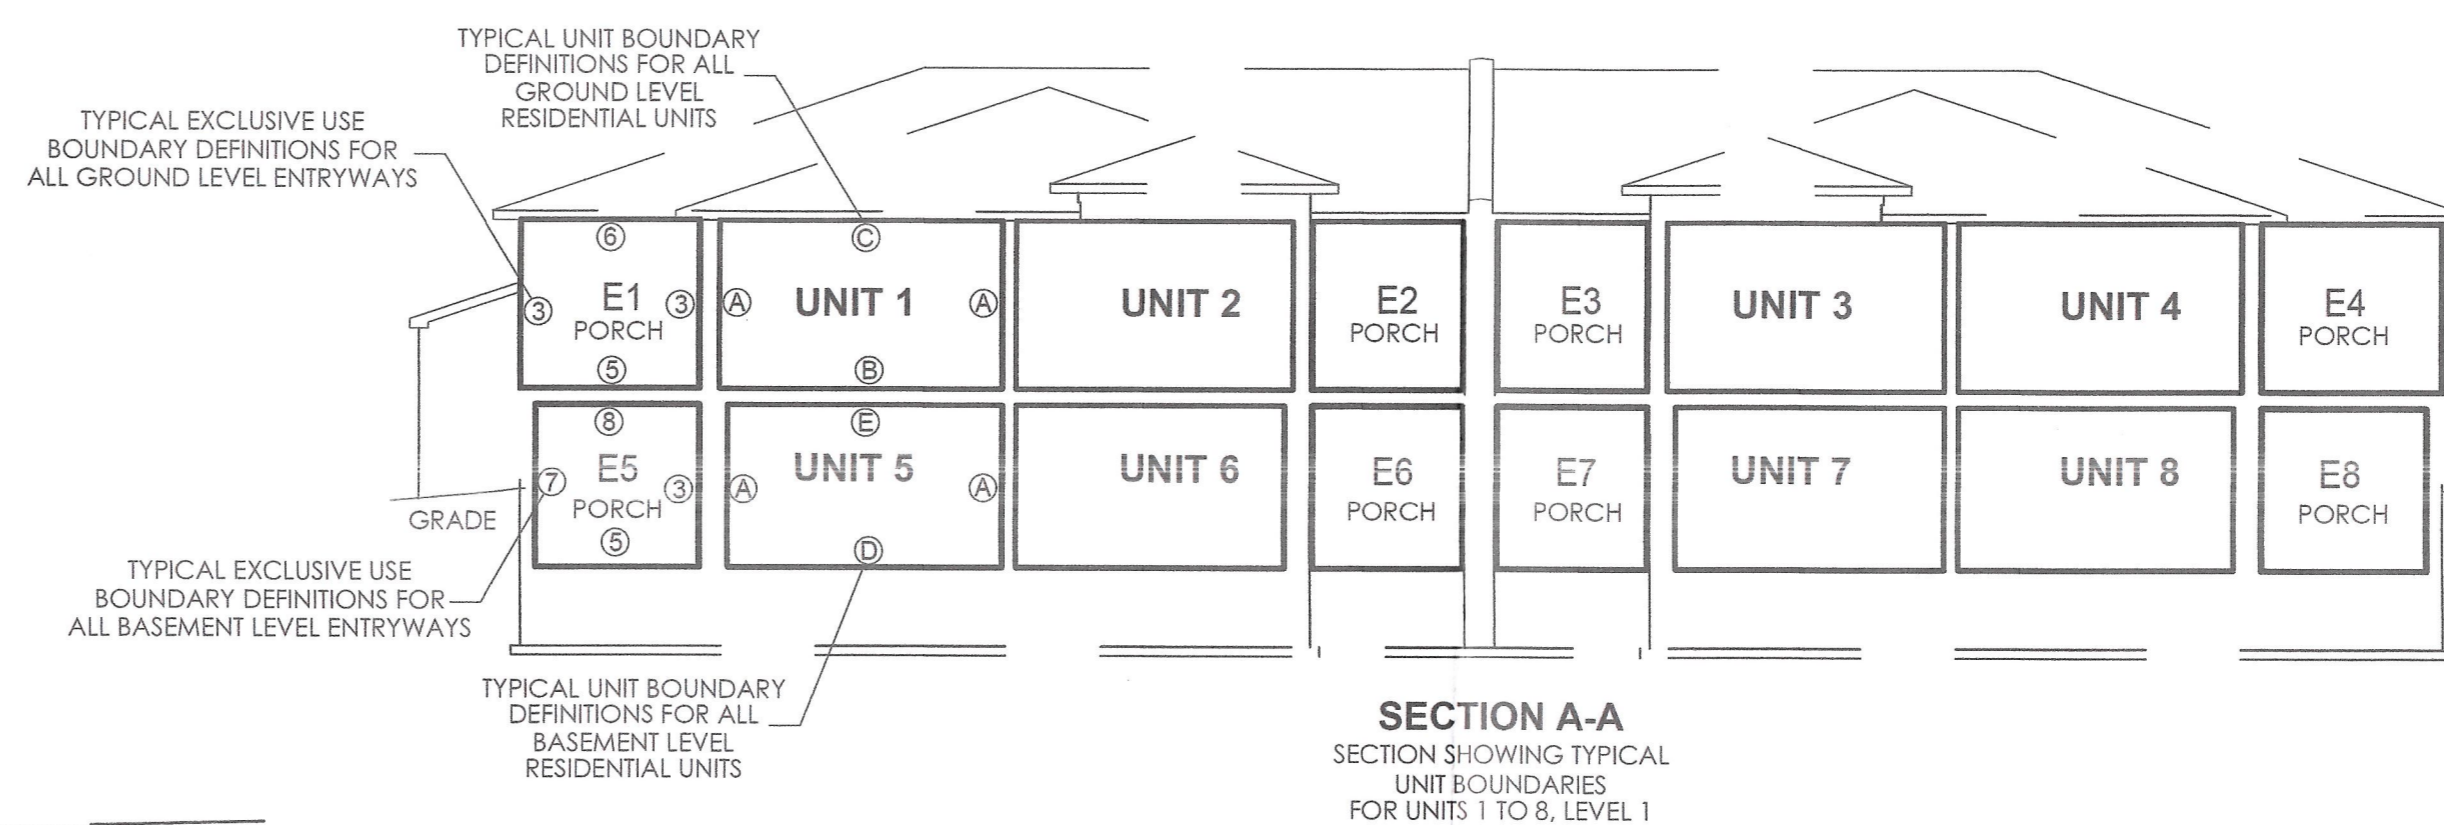 TYPICAL UNIT BOUNDARY
DEFINITIONS FOR ALL
GROUND LEVEL
RESIDENTIAL UNITS
TYPICAL EXCLUSIVE USE
BOUNDARY DEFINITIONS FOR
ALL GROUND LEVEL ENTRYWAYS
6
3
E1
PORCH
3
5
C
A
UNIT 1
A
B
UNIT 2
E2
PORCH
E3
PORCH
UNIT 3
UNIT 4
E4
PORCH
8
7
E5
PORCH
3
5
E
A
UNIT 5
A
D
UNIT 6
E6
PORCH
E7
PORCH
UNIT 7
UNIT 8
E8
PORCH
GRADE
TYPICAL EXCLUSIVE USE
BOUNDARY DEFINITIONS FOR
ALL BASEMENT LEVEL ENTRYWAYS
TYPICAL UNIT BOUNDARY
DEFINITIONS FOR ALL
BASEMENT LEVEL
RESIDENTIAL UNITS
SECTION A-A
SECTION SHOWING TYPICAL
UNIT BOUNDARIES
FOR UNITS 1 TO 8, LEVEL 1